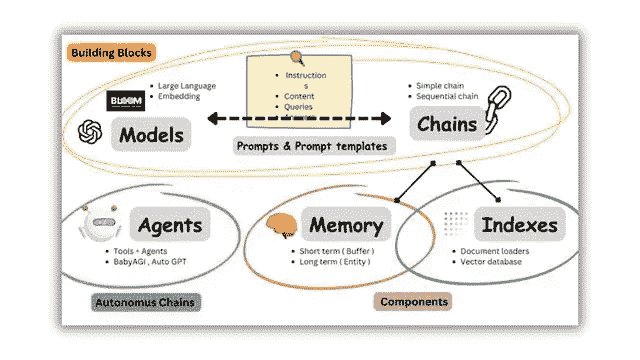 Building Blocks
Large Language
Embedding
BLOOM
Models
Instruction
s
Content
Queries
Prompts & Prompt templates
Simple chain
Sequential chain
Chains
Agents
Tools + Agents
BabyAGI , Auto GPT
Autonomus Chains
Memory
Short term ( Buffer )
Long term ( Entity )
Indexes
Document loaders
Vector database
Components